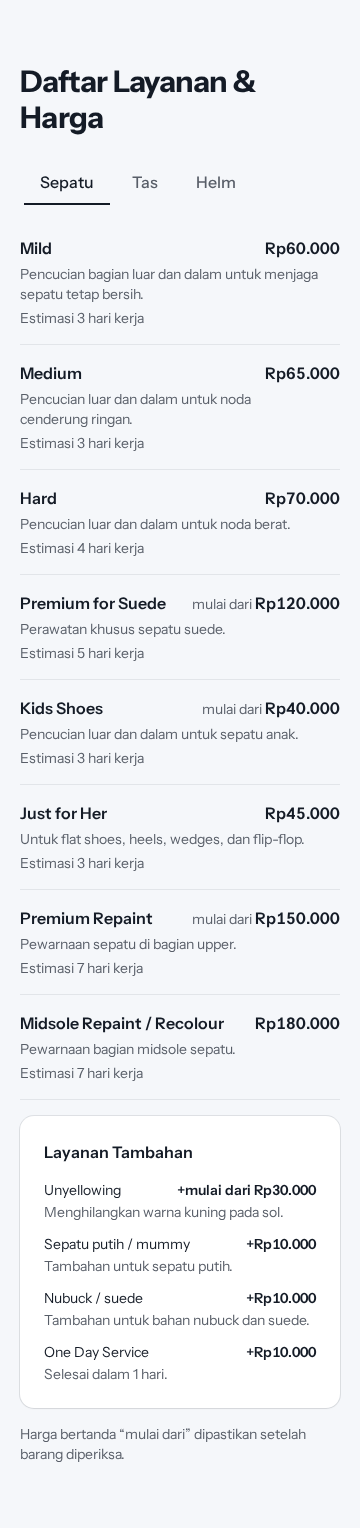 Daftar Layanan &
Harga
Sepatu Tas Helm
Mild Rp60.000
Pencucian bagian luar dan dalam untuk menjaga
sepatu tetap bersih.
Estimasi 3 hari kerja
Medium Rp65.000
Pencucian luar dan dalam untuk noda
cenderung ringan.
Estimasi 3 hari kerja
Hard Rp70.000
Pencucian luar dan dalam untuk noda berat.
Estimasi 4 hari kerja
Premium for Suede mulai dari Rp120.000
Perawatan khusus sepatu suede.
Estimasi 5 hari kerja
Kids Shoes mulai dari Rp40.000
Pencucian luar dan dalam untuk sepatu anak.
Estimasi 3 hari kerja
Just for Her Rp45.000
Untuk flat shoes, heels, wedges, dan flip-flop.
Estimasi 3 hari kerja
Premium Repaint mulai dari Rp150.000
Pewarnaan sepatu di bagian upper.
Estimasi 7 hari kerja
Midsole Repaint / Recolour Rp180.000
Pewarnaan bagian midsole sepatu.
Estimasi 7 hari kerja
Layanan Tambahan
Unyellowing +mulai dari Rp30.000
Menghilangkan warna kuning pada sol.
Sepatu putih / mummy +Rp10.000
Tambahan untuk sepatu putih.
Nubuck / suede +Rp10.000
Tambahan untuk bahan nubuck dan suede.
One Day Service +Rp10.000
Selesai dalam 1 hari.
Harga bertanda “mulai dari” dipastikan setelah
barang diperiksa.